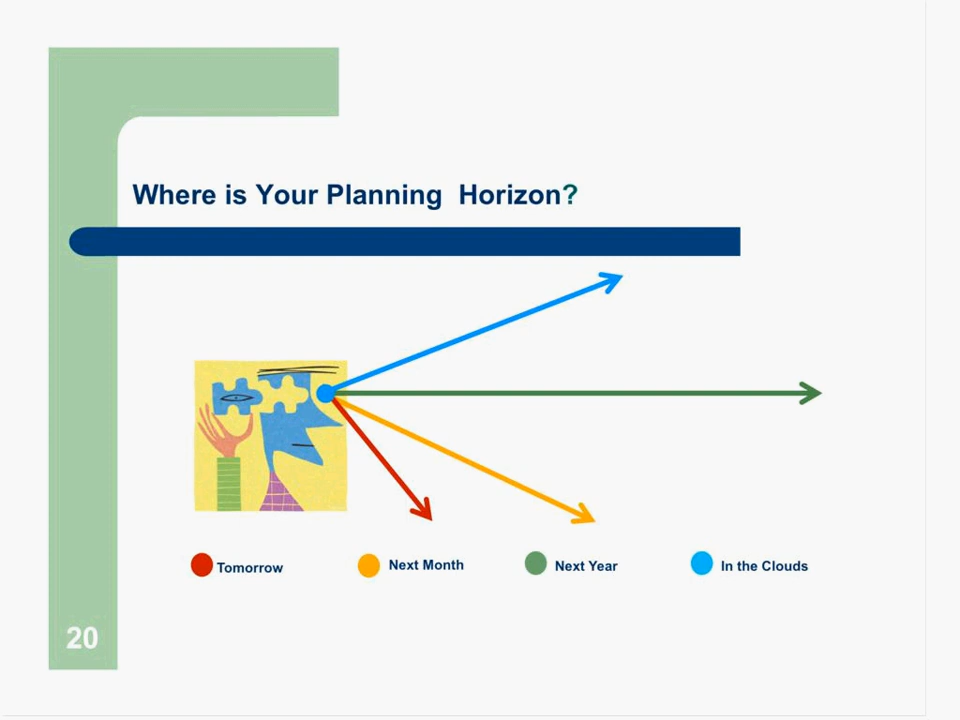 Where is Your Planning  Horizon?
Tomorrow
Next Month
Next Year
In the Clouds
20